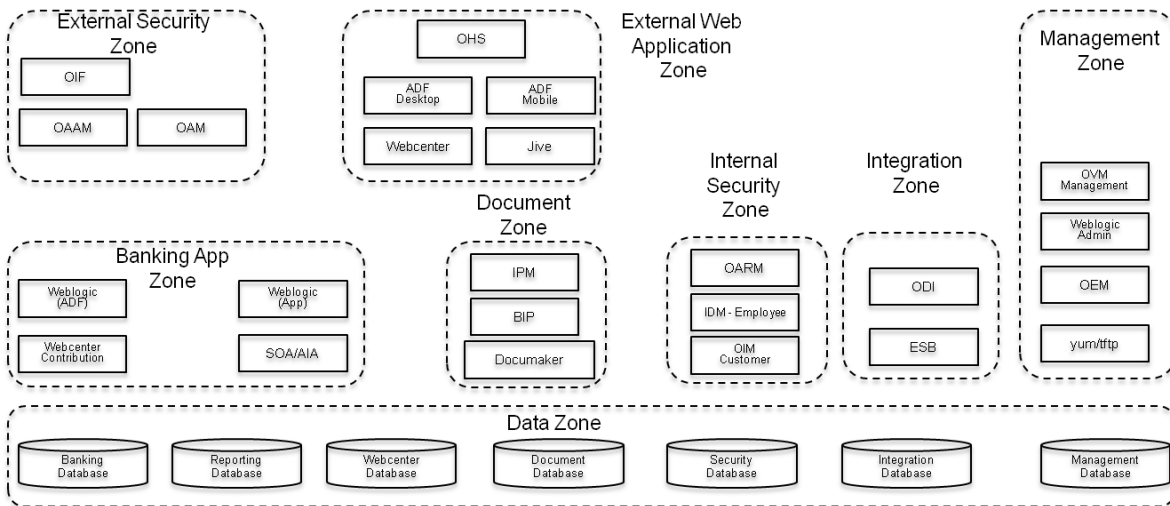 External Security
Zone
OIF
OAAM
OAM
OHS
ADF
Desktop
ADF
Mobile
Webcenter
Jive
External Web
Application
Zone
Management
Zone
OVM
Management
Weblogic
Admin
OEM
yum/tftp
Banking App
Zone
Weblogic
(ADF)
Weblogic
(App)
Webcenter
Contribution
SOA/AIA
Document
Zone
IPM
BIP
Documaker
Internal
Security
Zone
OARM
IDM - Employee
OIM
Customer
Integration
Zone
ODI
ESB
Data Zone
Banking
Database
Reporting
Database
Webcenter
Database
Document
Database
Security
Database
Integration
Database
Management
Database